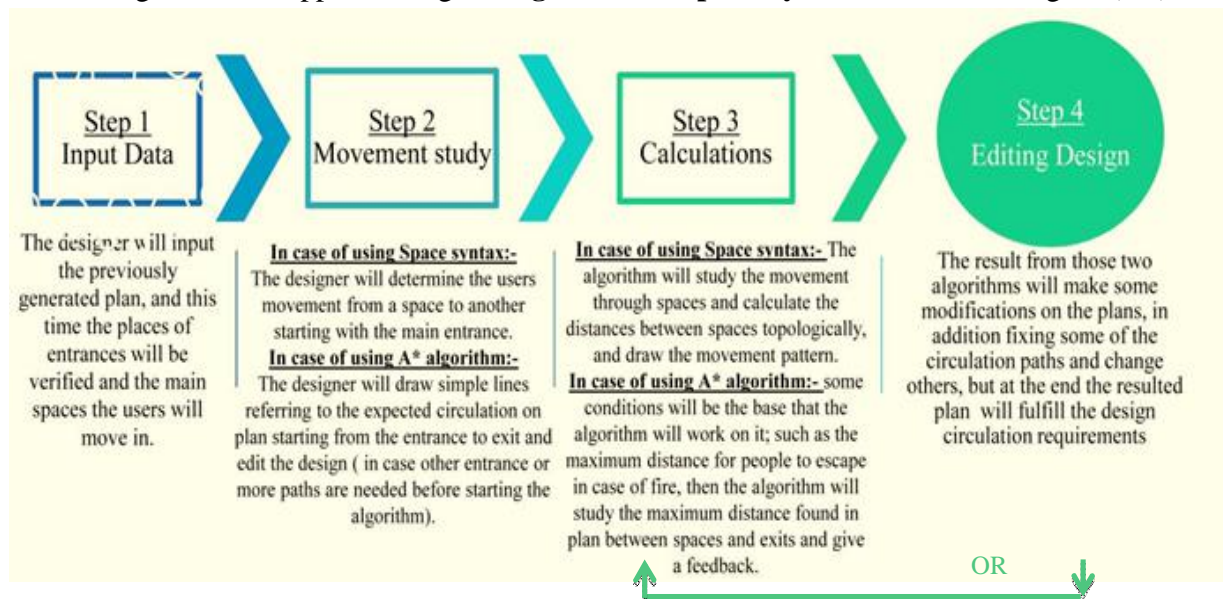 Step 1
Input Data
The designer will input
the previously
generated plan, and this
time the places of
entrances will be
verified and the main
spaces the users will
move in.
Step 2
Movement study
In case of using Space syntax:-
The designer will determine the users
movement from a space to another
starting with the main entrance.
In case of using A* algorithm:-
The designer will draw simple lines
referring to the expected circulation on
plan starting from the entrance to exit and
edit the design ( in case other entrance or
more paths are needed before starting the
algorithm).
Step 3
Calculations
In case of using Space syntax:- The
algorithm will study the movement
through spaces and calculate the
distances between spaces topologically,
and draw the movement pattern.
In case of using A* algorithm:- some
conditions will be the base that the
algorithm will work on it; such as the
maximum distance for people to escape
in case of fire, then the algorithm will
study the maximum distance found in
plan between spaces and exits and give
a feedback.
Step 4
Editing Design
The result from those two
algorithms will make some
modifications on the plans, in
addition fixing some of the
circulation paths and change
others, but at the end the resulted
plan will fulfill the design
circulation requirements
OR